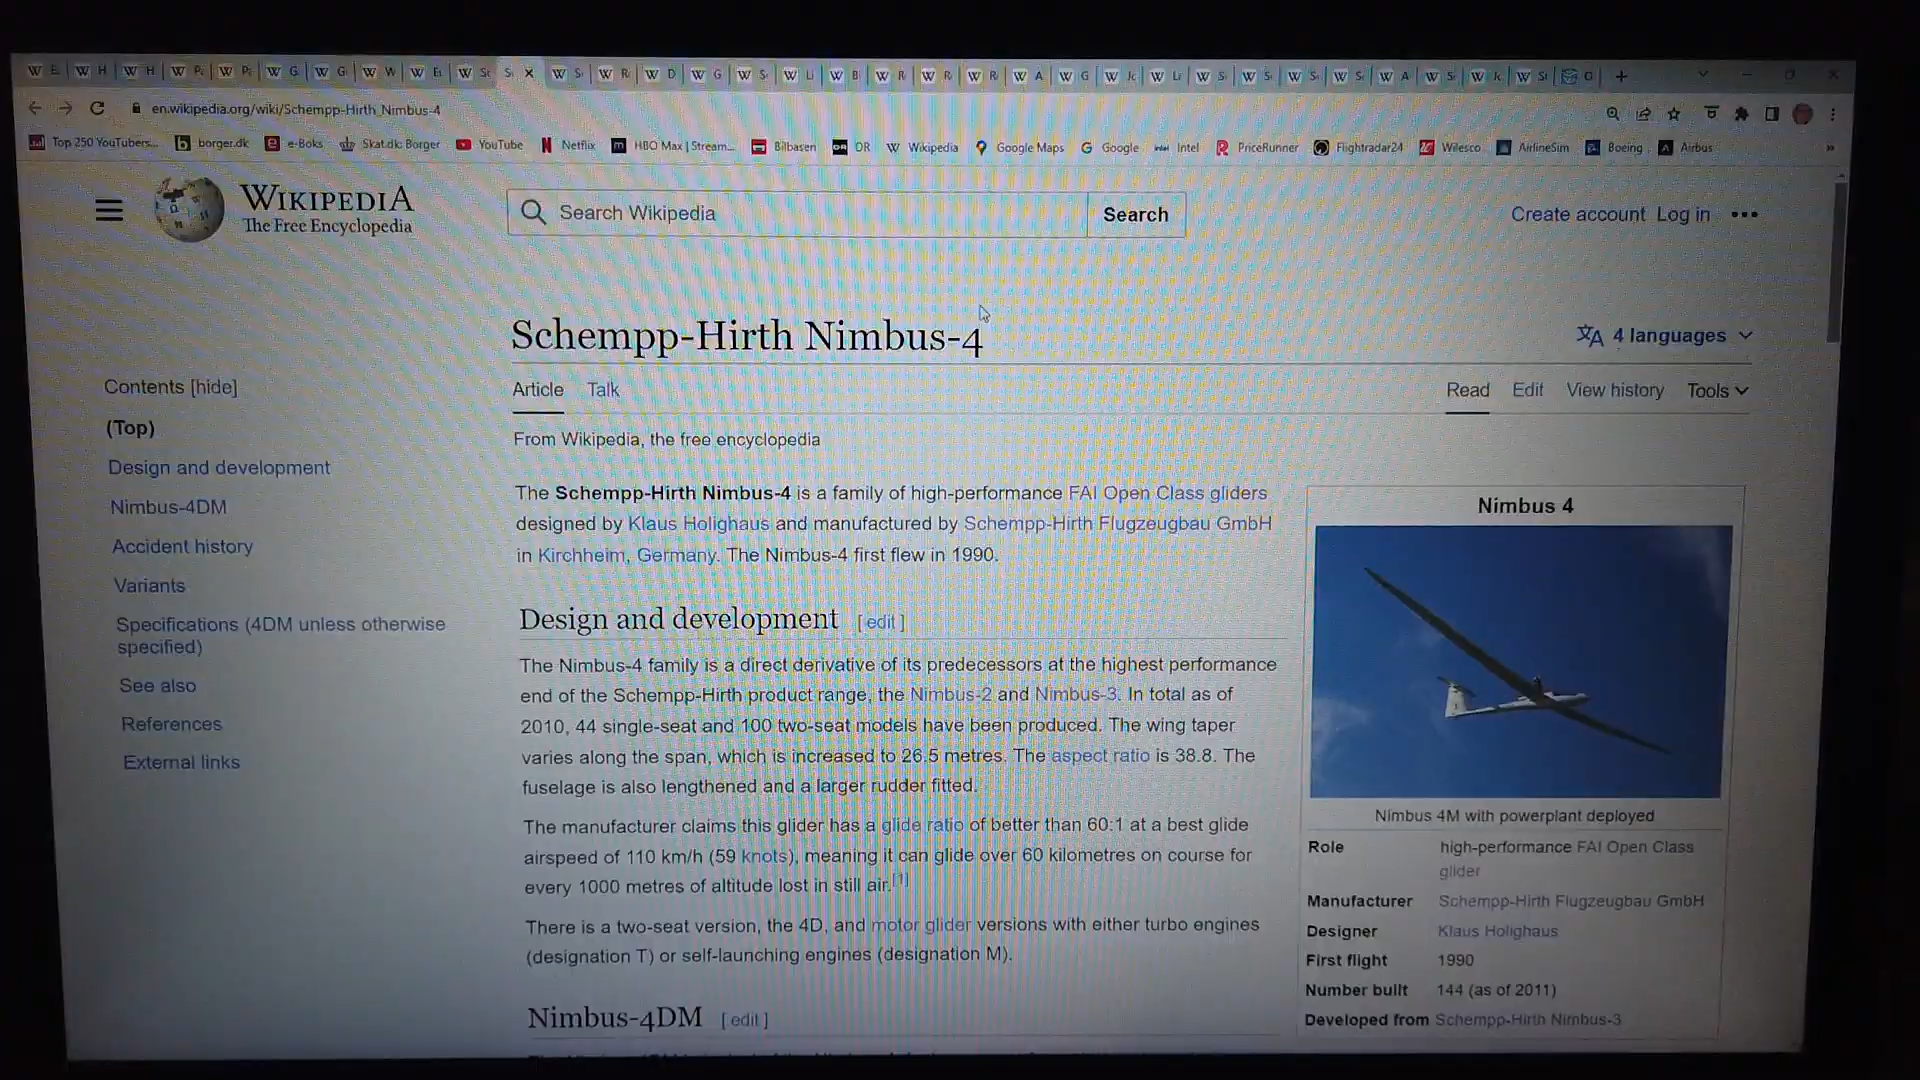 en.wikipedia.org/wiki/Schempp-Hirth_Nimbus-4
Top 250 YouTubers... borger.dk e-Boks Skat.dk: Borger YouTube Netflix HBO Max | Stream... Bilbasen DR Wikipedia Google Maps Google Intel PriceRunner Flightradar24 Wilesco AirlineSim Boeing Airbus
WIKIPEDIA
The Free Encyclopedia
Search Wikipedia
Search
Create account Log in
Schempp-Hirth Nimbus-4
4 languages
Contents [hide]
(Top)
Design and development
Nimbus-4DM
Accident history
Variants
Specifications (4DM unless otherwise
specified)
See also
References
External links
Article Talk
Read Edit View history Tools
From Wikipedia, the free encyclopedia
The Schempp-Hirth Nimbus-4 is a family of high-performance FAI Open Class gliders
designed by Klaus Holighaus and manufactured by Schempp-Hirth Flugzeugbau GmbH
in Kirchheim, Germany. The Nimbus-4 first flew in 1990.
Design and development [ edit ]
The Nimbus-4 family is a direct derivative of its predecessors at the highest performance
end of the Schempp-Hirth product range, the Nimbus-2 and Nimbus-3. In total as of
2010, 44 single-seat and 100 two-seat models have been produced. The wing taper
varies along the span, which is increased to 26.5 metres. The aspect ratio is 38.8. The
fuselage is also lengthened and a larger rudder fitted.
The manufacturer claims this glider has a glide ratio of better than 60:1 at a best glide
airspeed of 110 km/h (59 knots), meaning it can glide over 60 kilometres on course for
every 1000 metres of altitude lost in still air.[1]
There is a two-seat version, the 4D, and motor glider versions with either turbo engines
(designation T) or self-launching engines (designation M).
Nimbus-4DM [ edit ]
Nimbus 4
Nimbus 4M with powerplant deployed
Role high-performance FAI Open Class
glider
Manufacturer Schempp-Hirth Flugzeugbau GmbH
Designer Klaus Holighaus
First flight 1990
Number built 144 (as of 2011)
Developed from Schempp-Hirth Nimbus-3